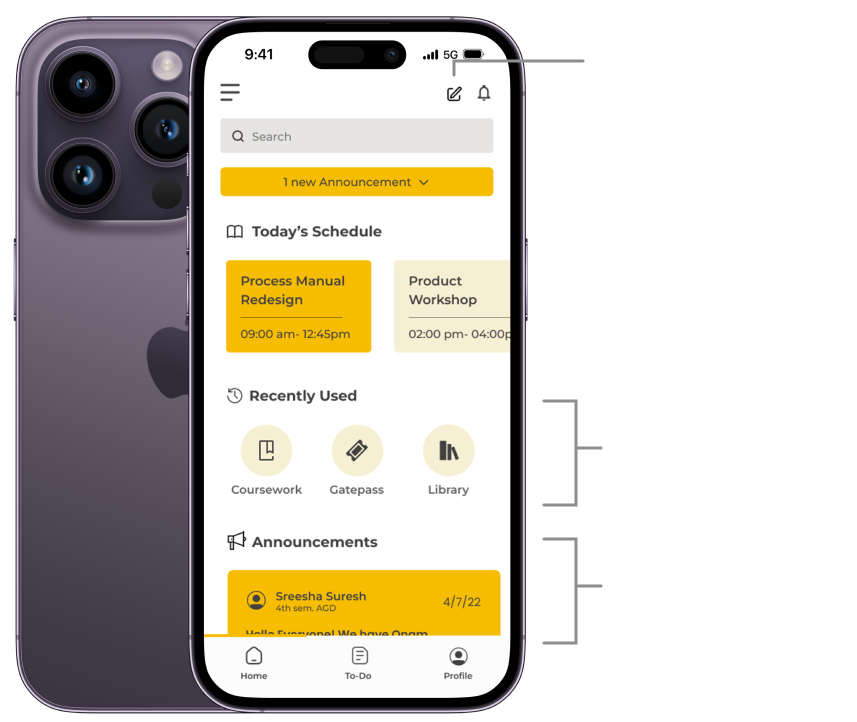 9:41
5G
Search
1 new Announcement
Today's Schedule
Process Manual
Redesign
09:00 am- 12:45pm
Product
Workshop
02:00 pm- 04:00p
Recently Used
Coursework
Gatepass
Library
Announcements
Sreesha Suresh
4th sem. AGD
4/7/22
Hello Everyone! We have Onam
Home
To-Do
Profile